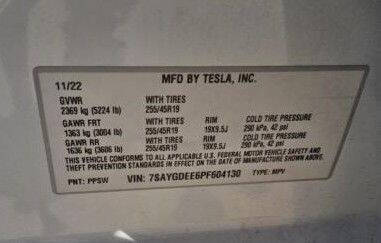 MFD BY TESLA, INC.
11/22
GVWR WITH TIRES
2369 kg (5224 lb) 255/45R19
GAWR FRT WITH TIRES RIM COLD TIRE PRESSURE
1363 kg (3004 lb) 255/45R19 19X9.5J 290 kPa, 42 psi
GAWR RR WITH TIRES RIM COLD TIRE PRESSURE
1636 kg (3606 lb) 255/45R19 19X9.5J 290 kPa, 42 psi
THIS VEHICLE CONFORMS TO ALL APPLICABLE U.S. FEDERAL MOTOR VEHICLE SAFETY AND
THEFT PREVENTION STANDARDS IN EFFECT ON THE DATE OF MANUFACTURE SHOWN ABOVE.
PNT: PPSW VIN: 7SAYGDEE6PF604130 TYPE: MPV